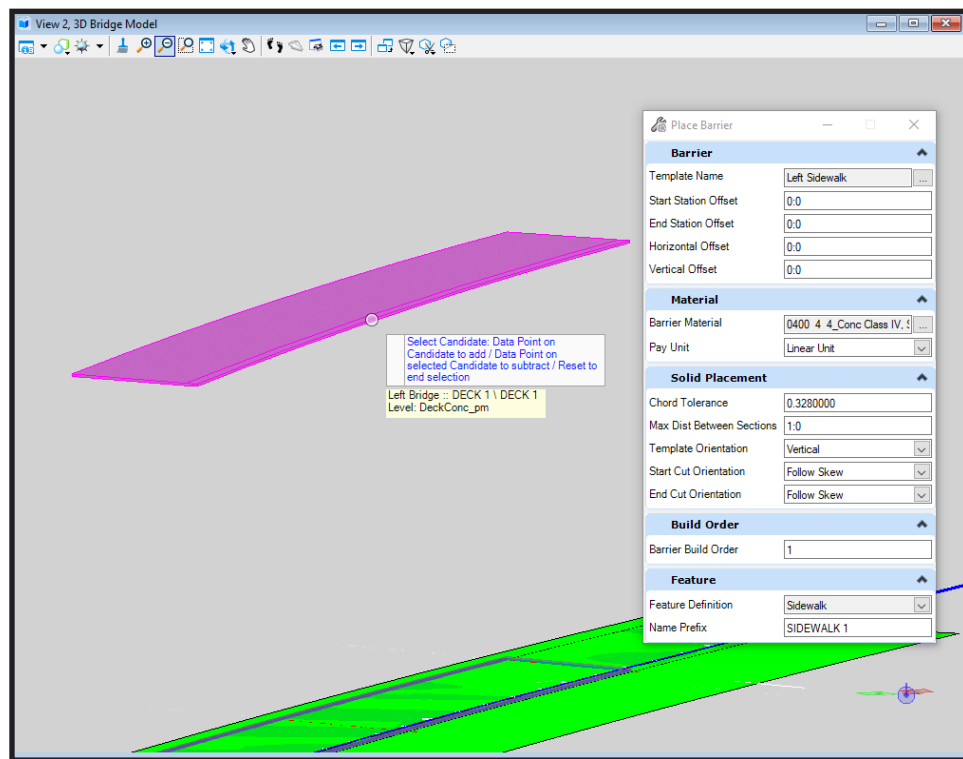 View 2, 3D Bridge Model
Place Barrier
Barrier
Template Name
Left Sidewalk
...
Start Station Offset
0:0
End Station Offset
0:0
Horizontal Offset
0:0
Vertical Offset
0:0
Material
Barrier Material
0400 4 4_Conc Class IV, S
...
Pay Unit
Linear Unit
Solid Placement
Chord Tolerance
0.3280000
Max Dist Between Sections
1:0
Template Orientation
Vertical
Start Cut Orientation
Follow Skew
End Cut Orientation
Follow Skew
Build Order
Barrier Build Order
1
Feature
Feature Definition
Sidewalk
Name Prefix
SIDEWALK 1
Select Candidate: Data Point on
Candidate to add / Data Point on
selected Candidate to subtract / Reset to
end selection
Left Bridge :: DECK 1 \ DECK 1
Level: DeckConc_pm